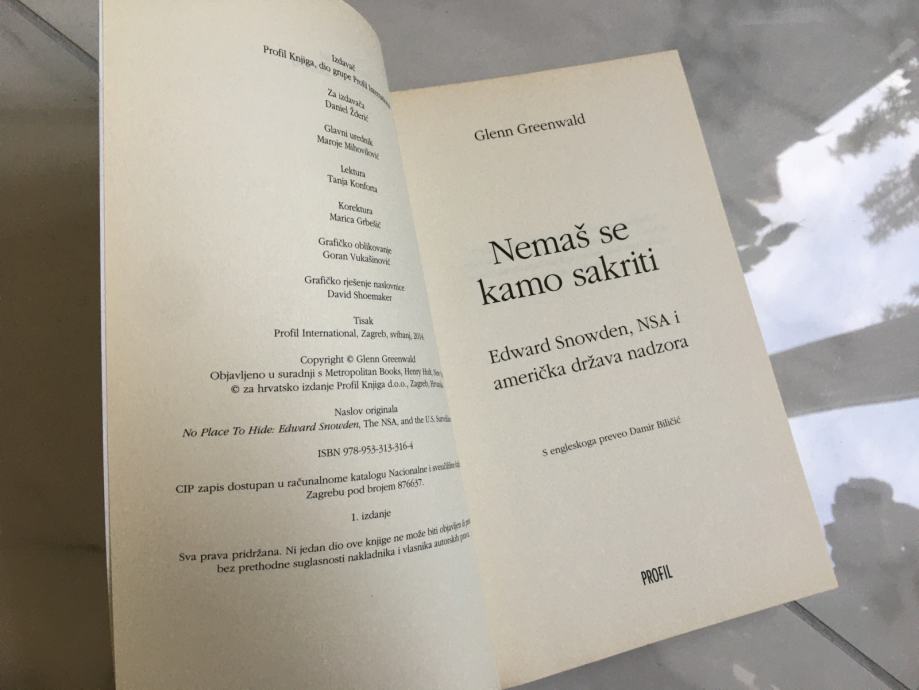 Izdavač
Profil Knjiga, dio grupe Profil International
Za izdavača
Daniel Žderić
Glavni urednik
Maroje Mihovilović
Lektura
Tanja Konforta
Korektura
Marica Grbešić
Grafičko oblikovanje
Goran Vukašinović
Grafičko rješenje naslovnice
David Shoemaker
Tisak
Profil International, Zagreb, svibanj, 2014.
Copyright © Glenn Greenwald
Objavljeno u suradnji s Metropolitan Books, Henry Holt,
© za hrvatsko izdanje Profil Knjiga d.o.o., Zagreb,
Naslov originala
No Place To Hide: Edward Snowden, The NSA, and the U.S.
ISBN 978-953-313-316-4
CIP zapis dostupan u računalnome katalogu Nacionalne i
Zagrebu pod brojem 876637.
1. izdanje
Sva prava pridržana. Ni jedan dio ove knjige ne može biti objavljen
bez prethodne suglasnosti nakladnika i vlasnika autorskih prava.
Glenn Greenwald
Nemaš se
kamo sakriti
Edward Snowden, NSA i
američka država nadzora
S engleskoga preveo Damir Biličić
PROFIL